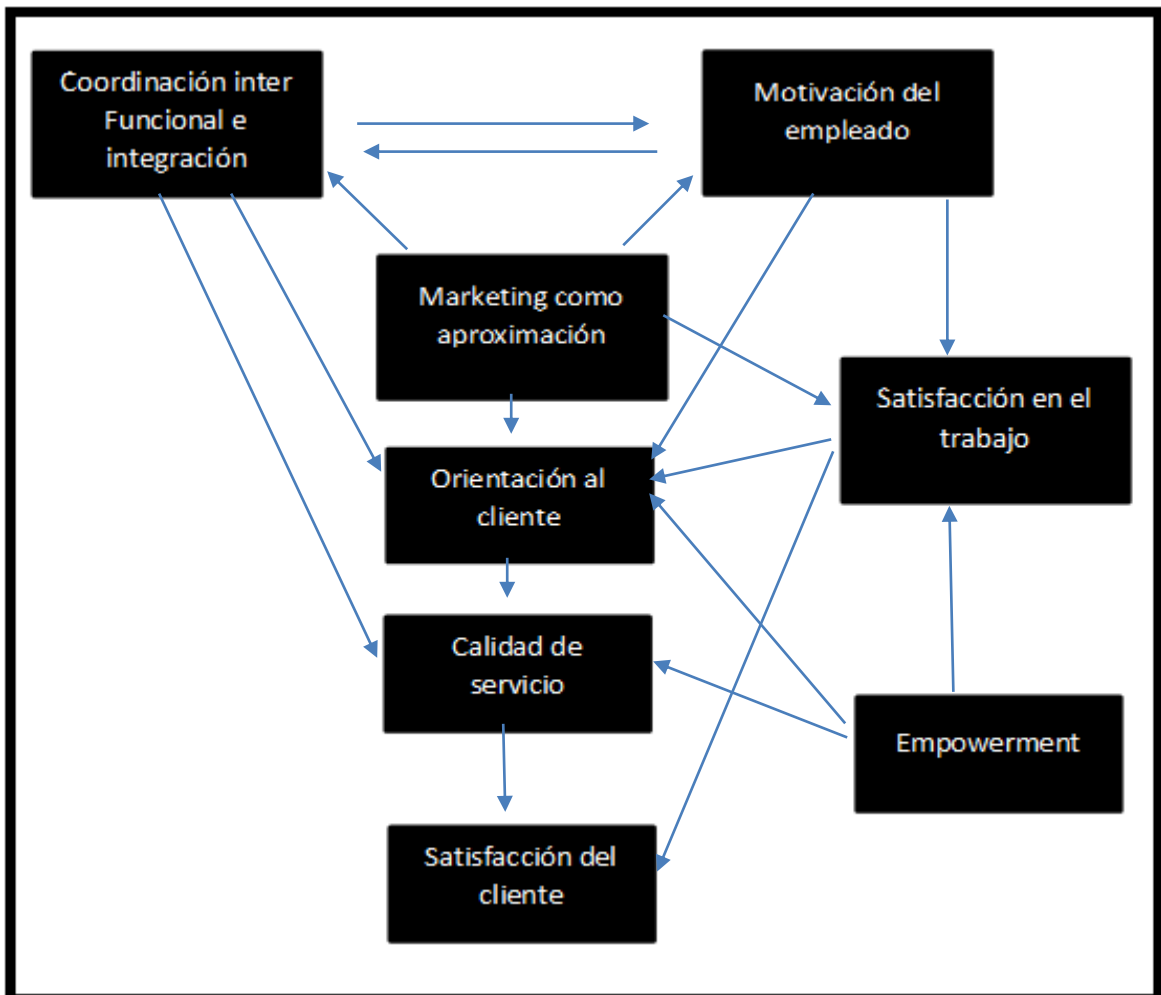 Coordinación inter
Funcional e
integración
Motivación del
empleado
Marketing como
aproximación
Satisfacción en el
trabajo
Orientación al
cliente
Calidad de
servicio
Empowerment
Satisfacción del
cliente